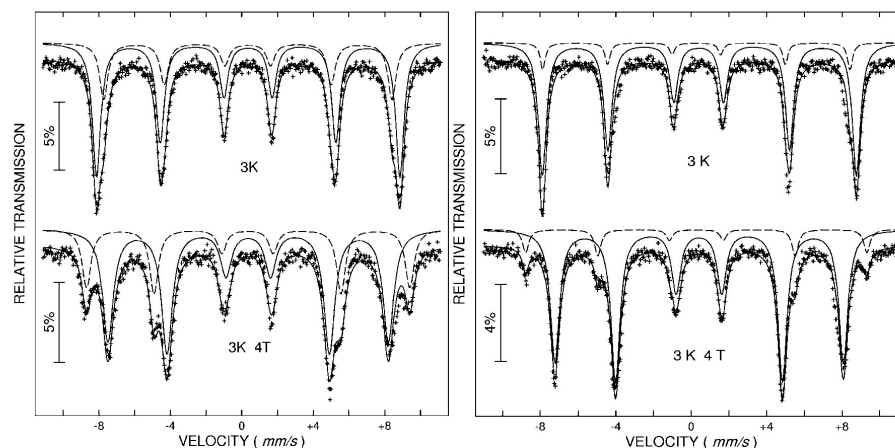 RELATIVE TRANSMISSION
5%
3K
5%
3K 4T
-8 -4 0 +4 +8
VELOCITY ( mm/s )
RELATIVE TRANSMISSION
5%
3 K
4%
3 K 4 T
-8 -4 0 +4 +8
VELOCITY ( mm/s )